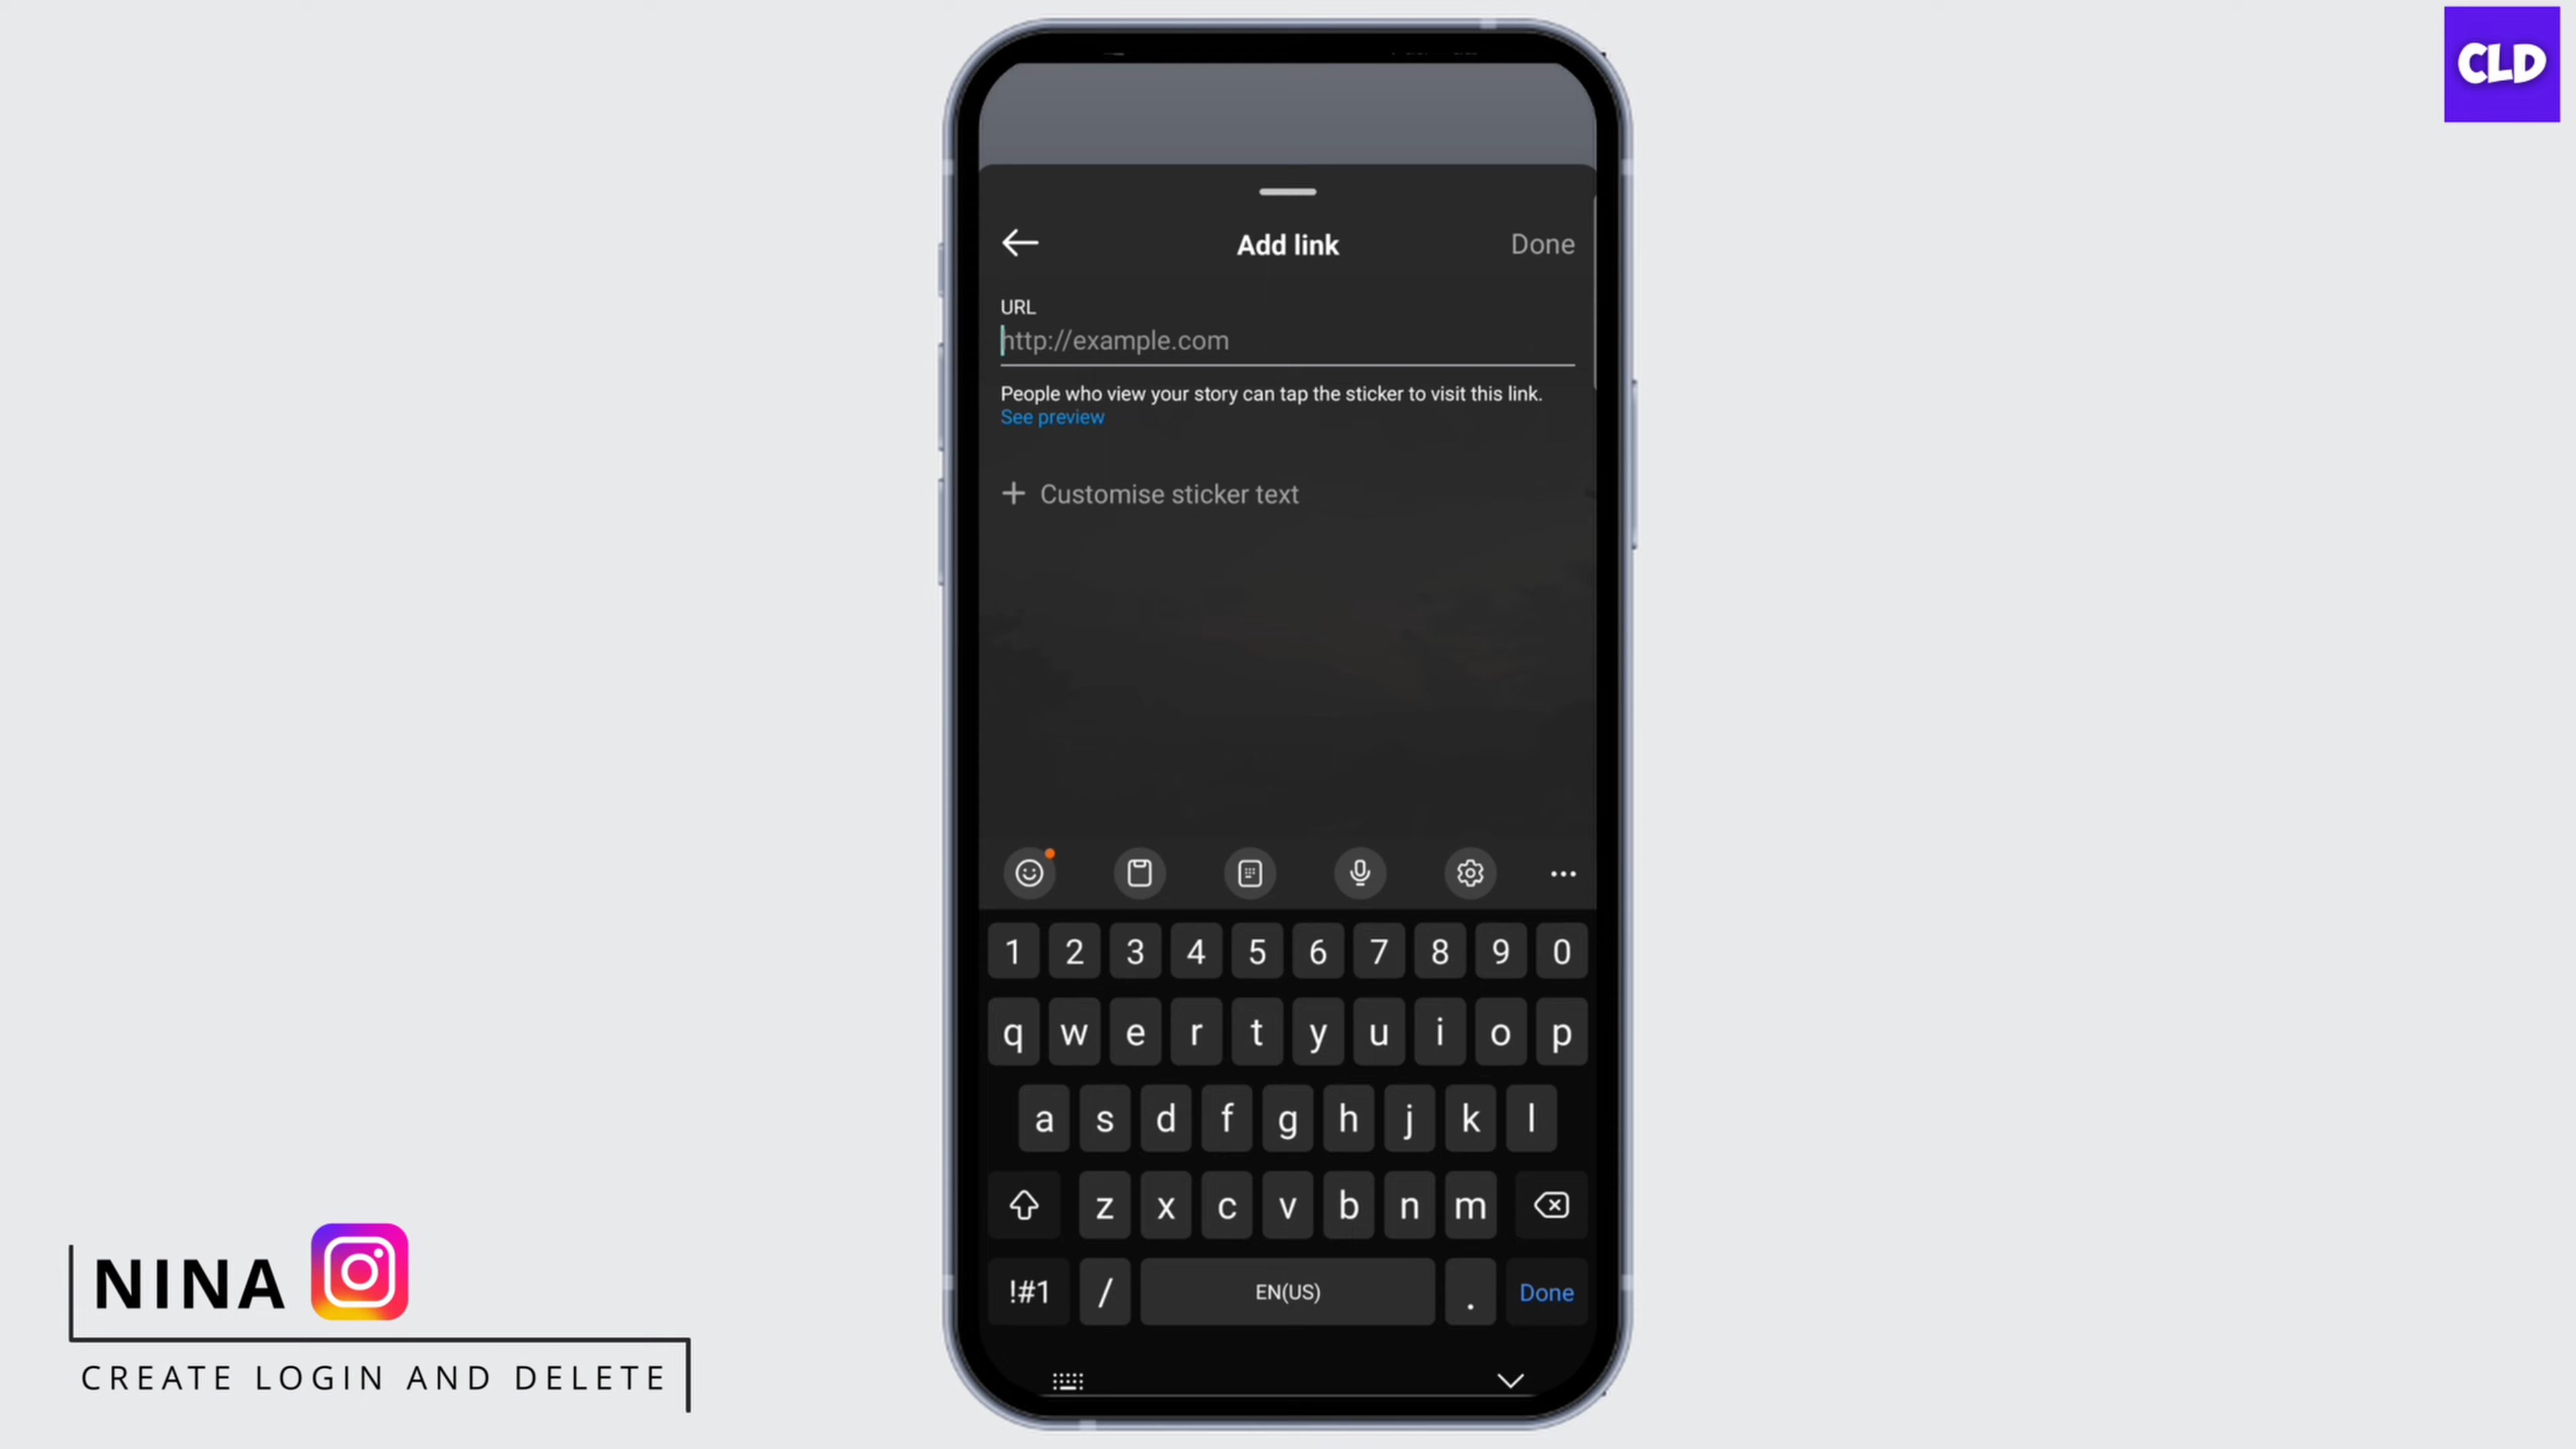 CLD
Add link
Done
URL
http://example.com
People who view your story can tap the sticker to visit this link.
See preview
+ Customise sticker text
1 2 3 4 5 6 7 8 9 0
q w e r t y u i o p
a s d f g h j k l
z x c v b n m
!#1 / EN(US) . Done
NINA
CREATE LOGIN AND DELETE